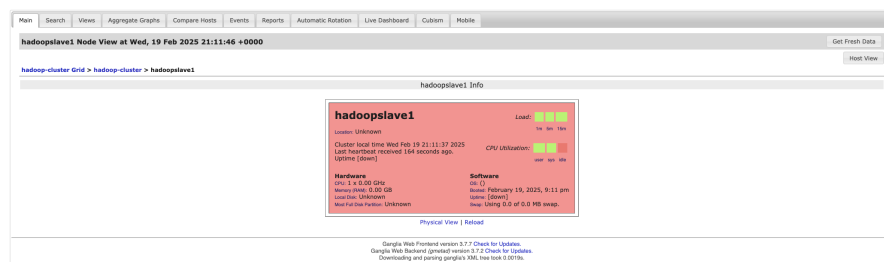 Main Search Views Aggregate Graphs Compare Hosts Events Reports Automatic Rotation Live Dashboard Cubism Mobile
hadoopslave1 Node View at Wed, 19 Feb 2025 21:11:46 +0000
Get Fresh Data
Host View
hadoop-cluster Grid > hadoop-cluster > hadoopslave1
hadoopslave1 Info
hadoopslave1
Load:
1m 5m 15m
Location: Unknown
Cluster local time Wed Feb 19 21:11:37 2025
Last heartbeat received 164 seconds ago.
Uptime [down]
CPU Utilization:
user sys idle
Hardware
CPU: 1 x 0.00 GHz
Memory (RAM): 0.00 GB
Local Disk: Unknown
Most Full Disk Partition: Unknown
Software
OS: ()
Booted: February 19, 2025, 9:11 pm
Uptime: [down]
Swap: Using 0.0 of 0.0 MB swap.
Physical View | Reload
Ganglia Web Frontend version 3.7.7 Check for Updates.
Ganglia Web Backend (gmetad) version 3.7.2 Check for Updates.
Downloading and parsing ganglia's XML tree took 0.0019s.